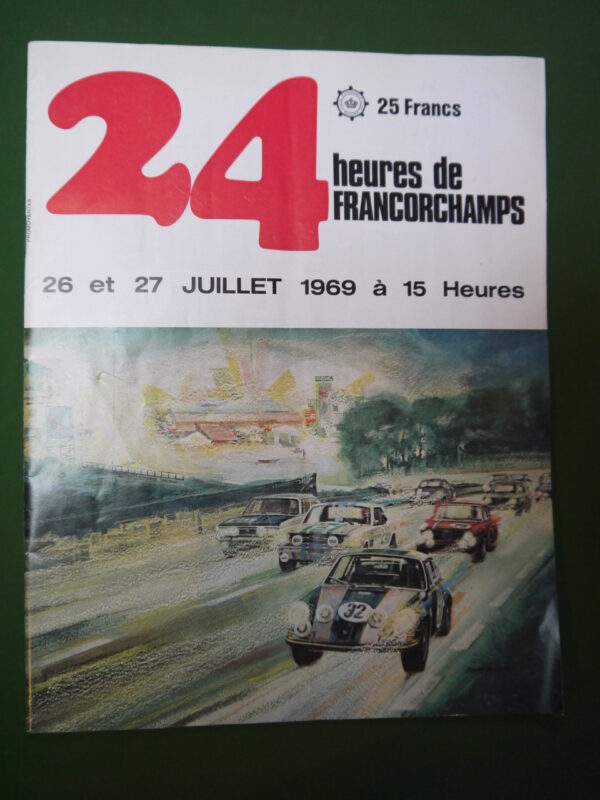 24
25 Francs
heures de
FRANCORCHAMPS
26 et 27 JUILLET 1969 à 15 Heures
32